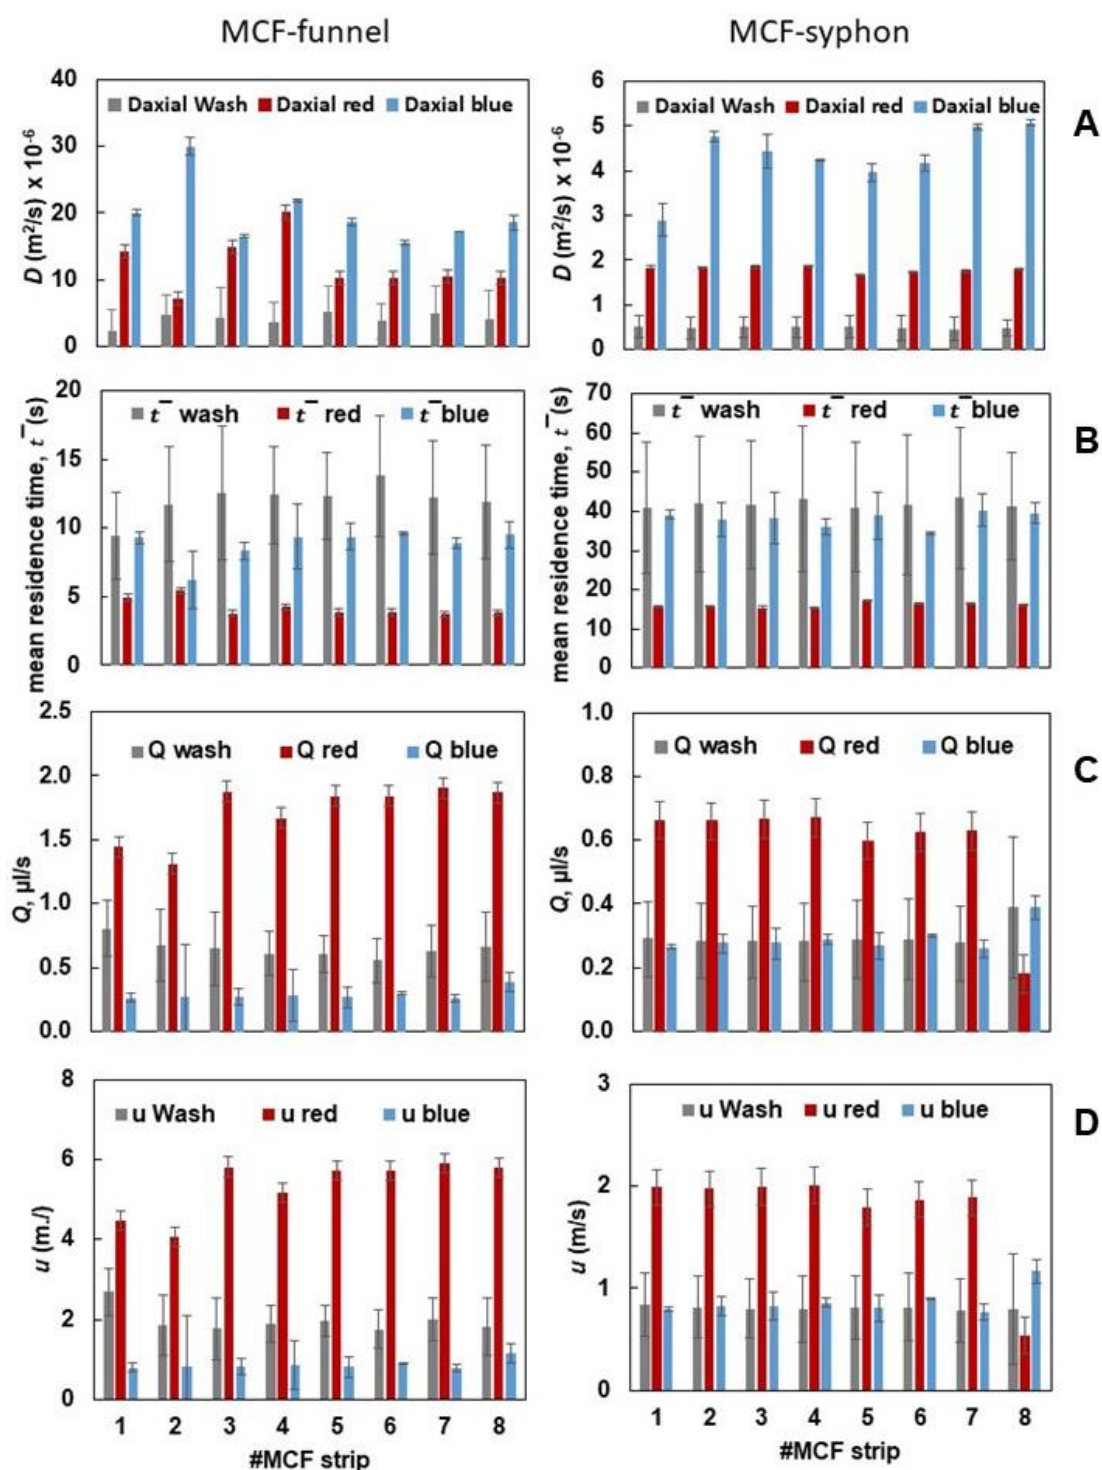 MCF-funnel
MCF-syphon
A
D (m²/s) x 10⁻⁶
40
30
20
10
0
Daxial Wash Daxial red Daxial blue
D (m²/s) x 10⁻⁶
6
5
4
3
2
1
0
Daxial Wash Daxial red Daxial blue
B
mean residence time, t¯(s)
20
15
10
5
0
t¯ wash t¯ red t¯ blue
mean residence time, t¯(s)
70
60
50
40
30
20
10
0
t¯ wash t¯ red t¯ blue
C
Q, µl/s
2.5
2.0
1.5
1.0
0.5
0.0
Q wash Q red Q blue
Q, µl/s
1.0
0.8
0.6
0.4
0.2
0.0
Q wash Q red Q blue
D
u (m./)
8
6
4
2
0
u Wash u red u blue
1 2 3 4 5 6 7 8
#MCF strip
u (m/s)
3
2
1
0
u Wash u red u blue
1 2 3 4 5 6 7 8
#MCF strip